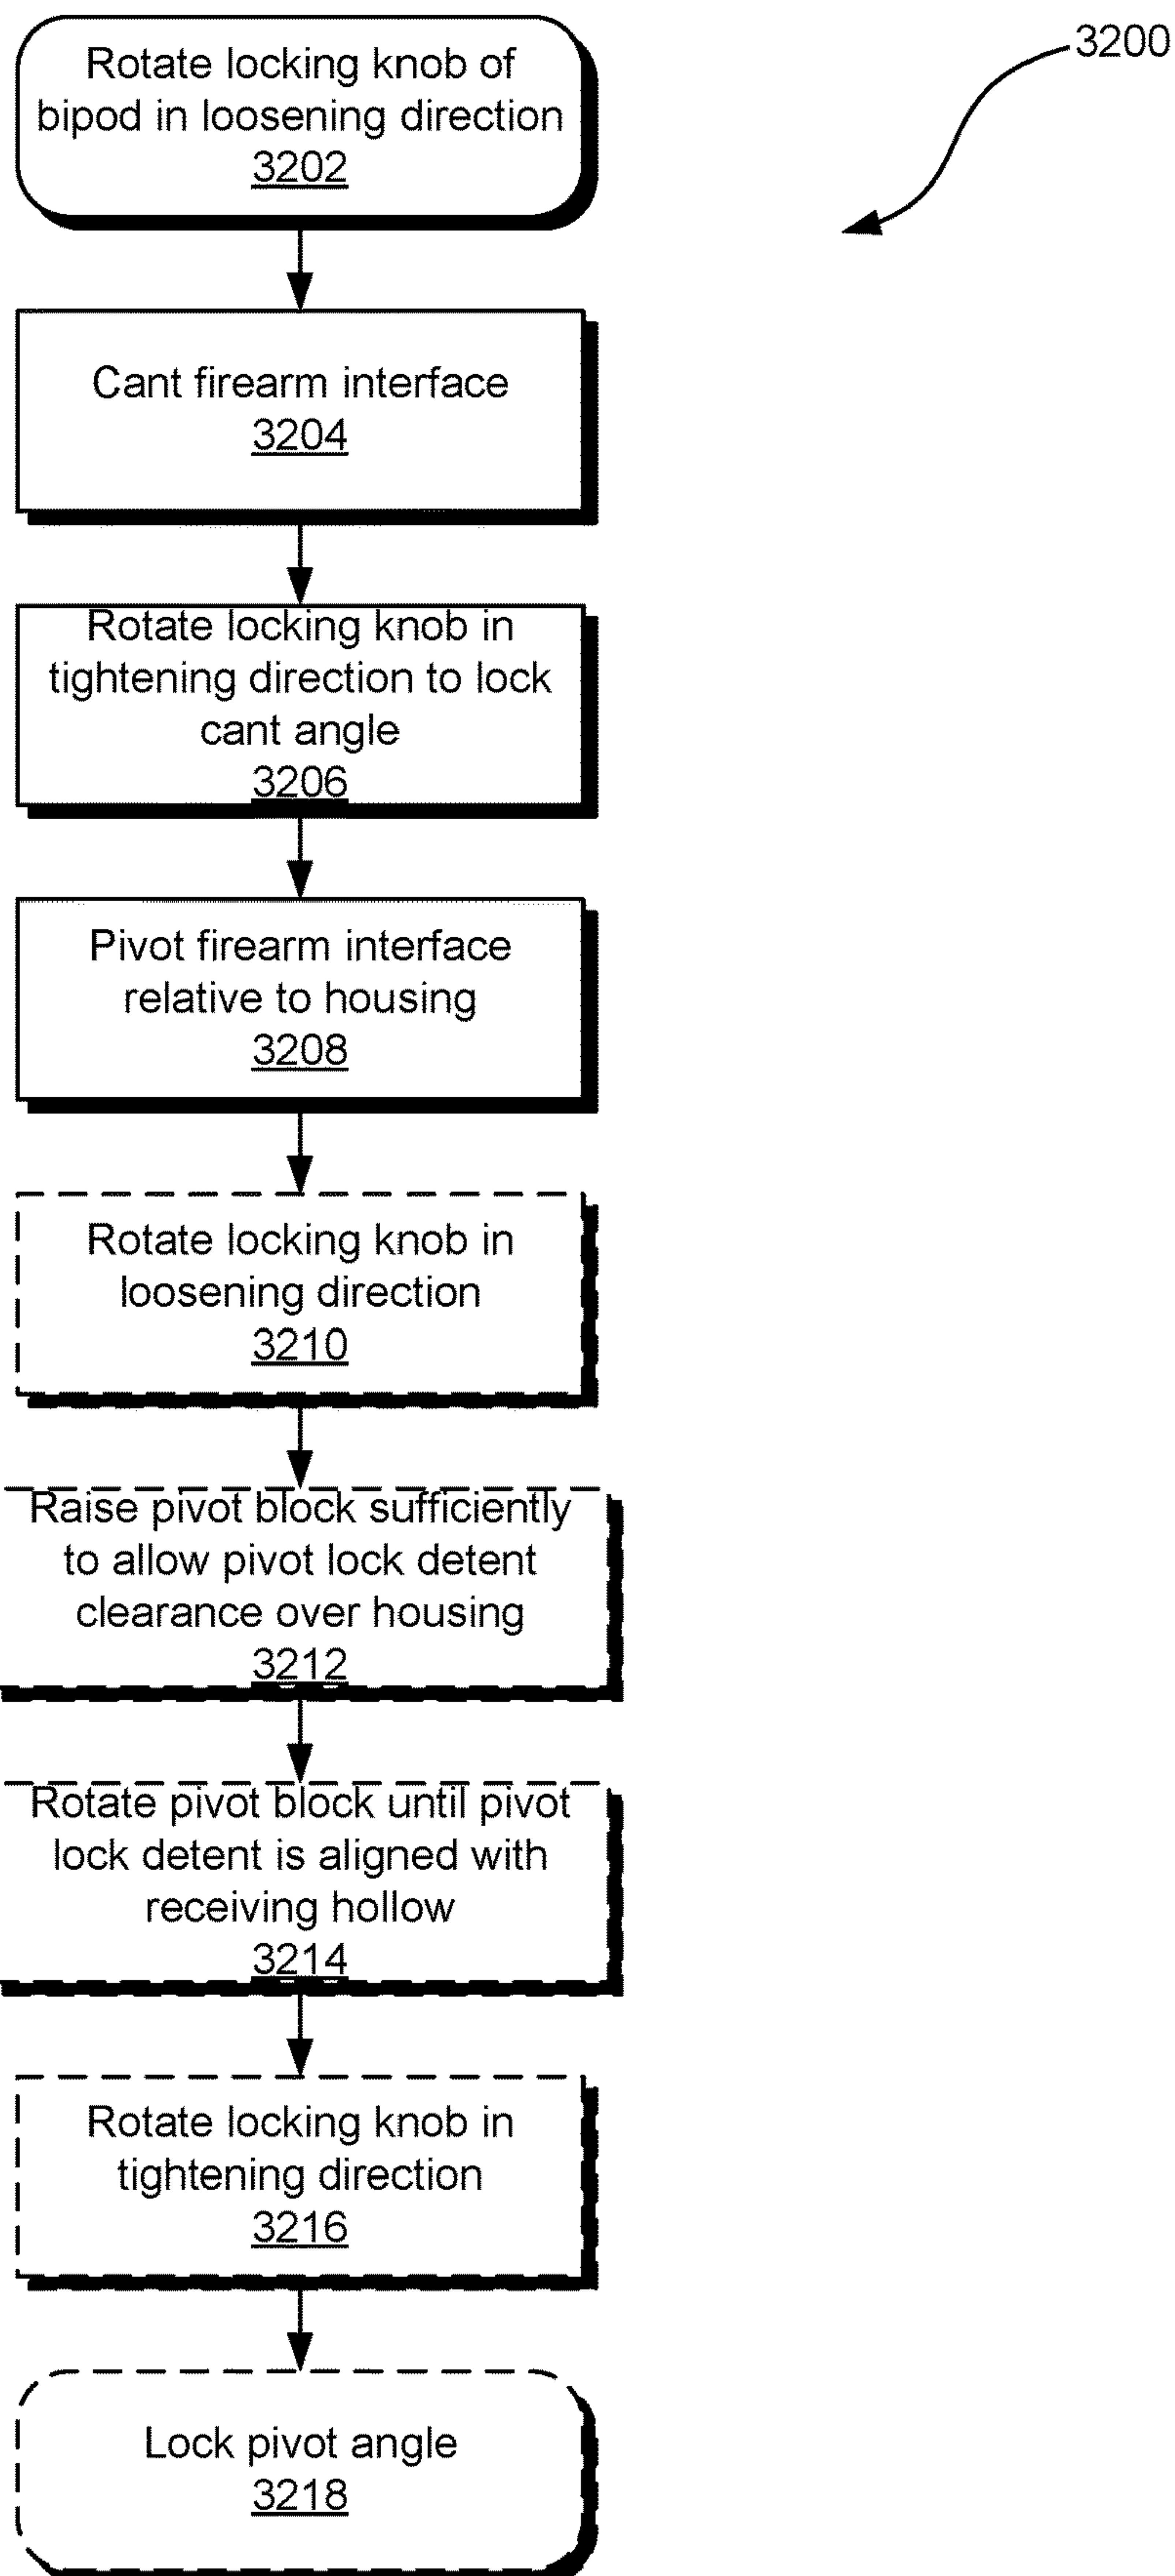 Rotate locking knob of
bipod in loosening direction
3202
3200
Cant firearm interface
3204
Rotate locking knob in
tightening direction to lock
cant angle
3206
Pivot firearm interface
relative to housing
3208
Rotate locking knob in
loosening direction
3210
Raise pivot block sufficiently
to allow pivot lock detent
clearance over housing
3212
Rotate pivot block until pivot
lock detent is aligned with
receiving hollow
3214
Rotate locking knob in
tightening direction
3216
Lock pivot angle
3218